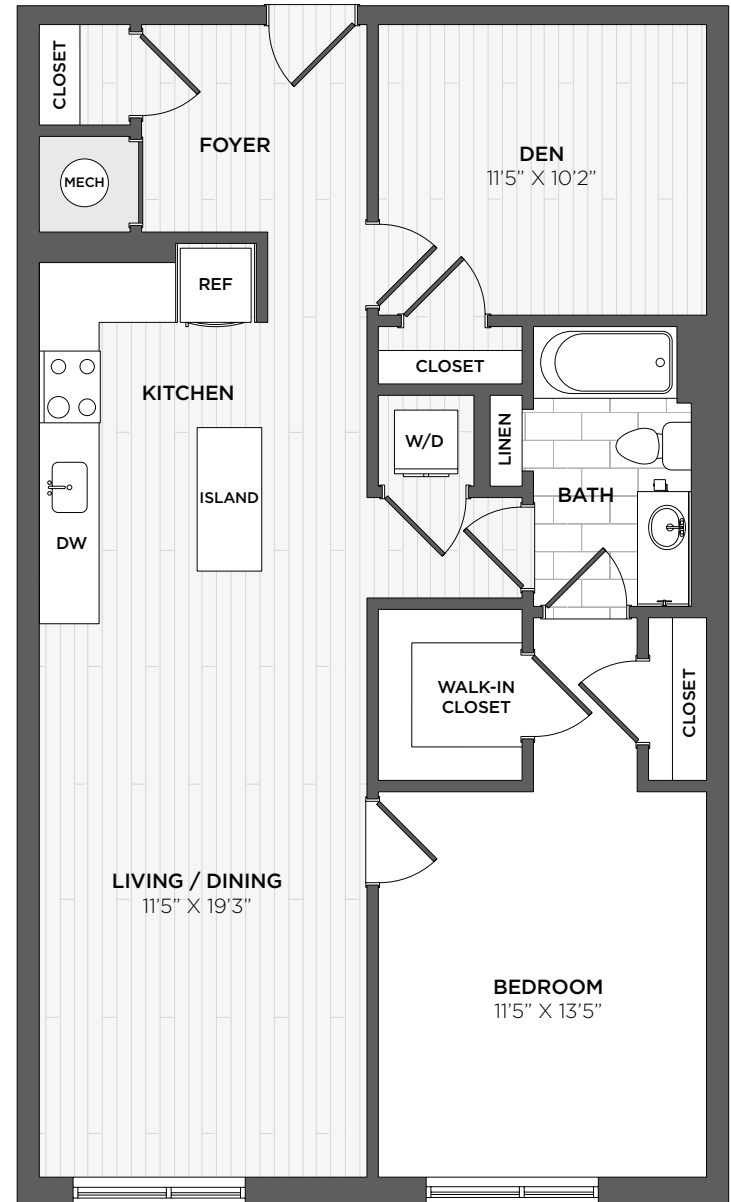 CLOSET
FOYER
DEN
11'5” X 10'2”
MECH
REF
CLOSET
KITCHEN
W/D
LINEN
ISLAND
BATH
DW
WALK-IN
CLOSET
CLOSET
LIVING / DINING
11'5” X 19'3”
BEDROOM
11'5” X 13'5”